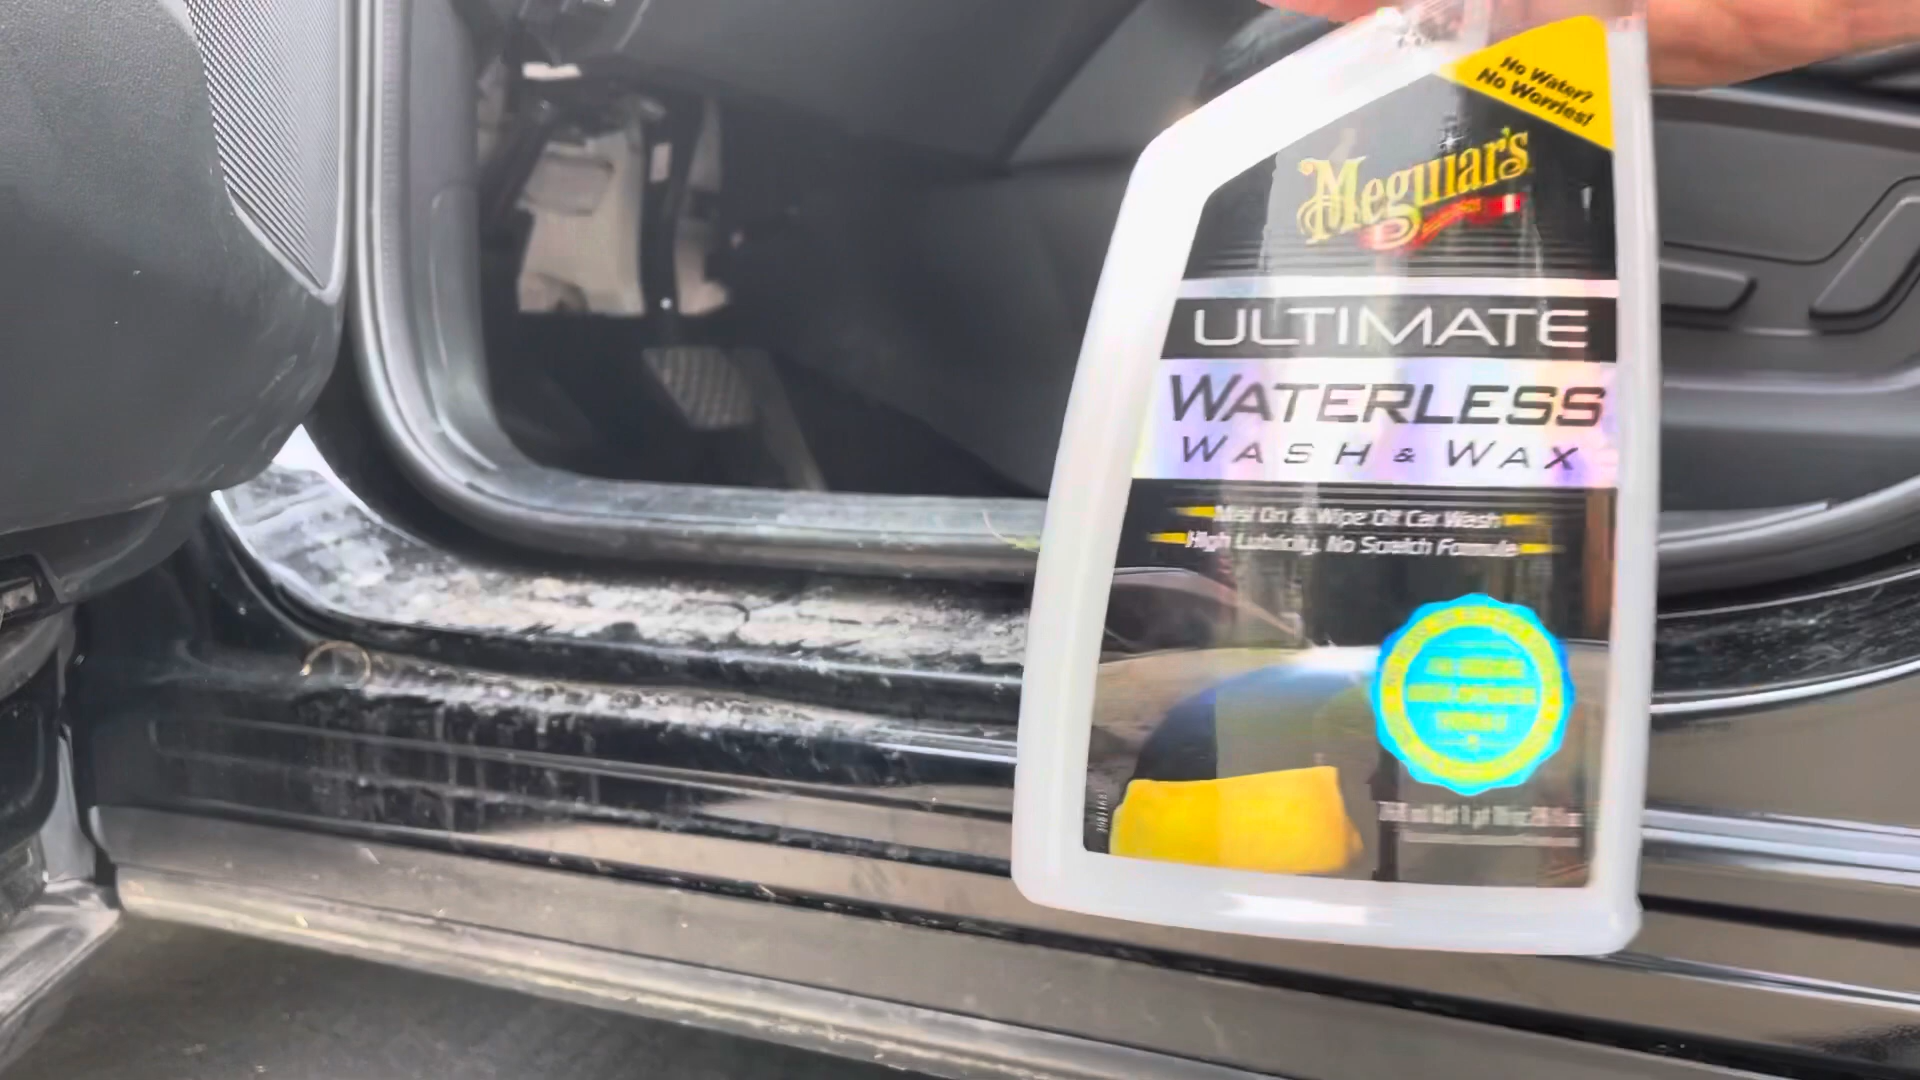 No Water?
No Worries!
Meguiar's
ULTIMATE
WATERLESS
WASH & WAX
Mist On & Wipe Off Car Wash
High Lubricity, No Scratch Formula